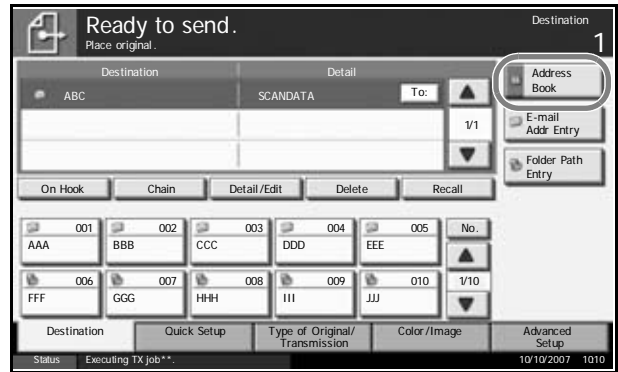 Ready to send.
Place original.
Destination
1
Destination Detail
ABC SCANDATA To:
1/1
Address
Book
E-mail
Addr Entry
Folder Path
Entry
On Hook Chain Detail/Edit Delete Recall
001 002 003 004 005 No.
AAA BBB CCC DDD EEE
006 007 008 009 010 1/10
FFF GGG HHH III JJJ
Destination Quick Setup Type of Original/
Transmission Color/Image Advanced
Setup
Status Executing TX job**. 10/10/2007 1010